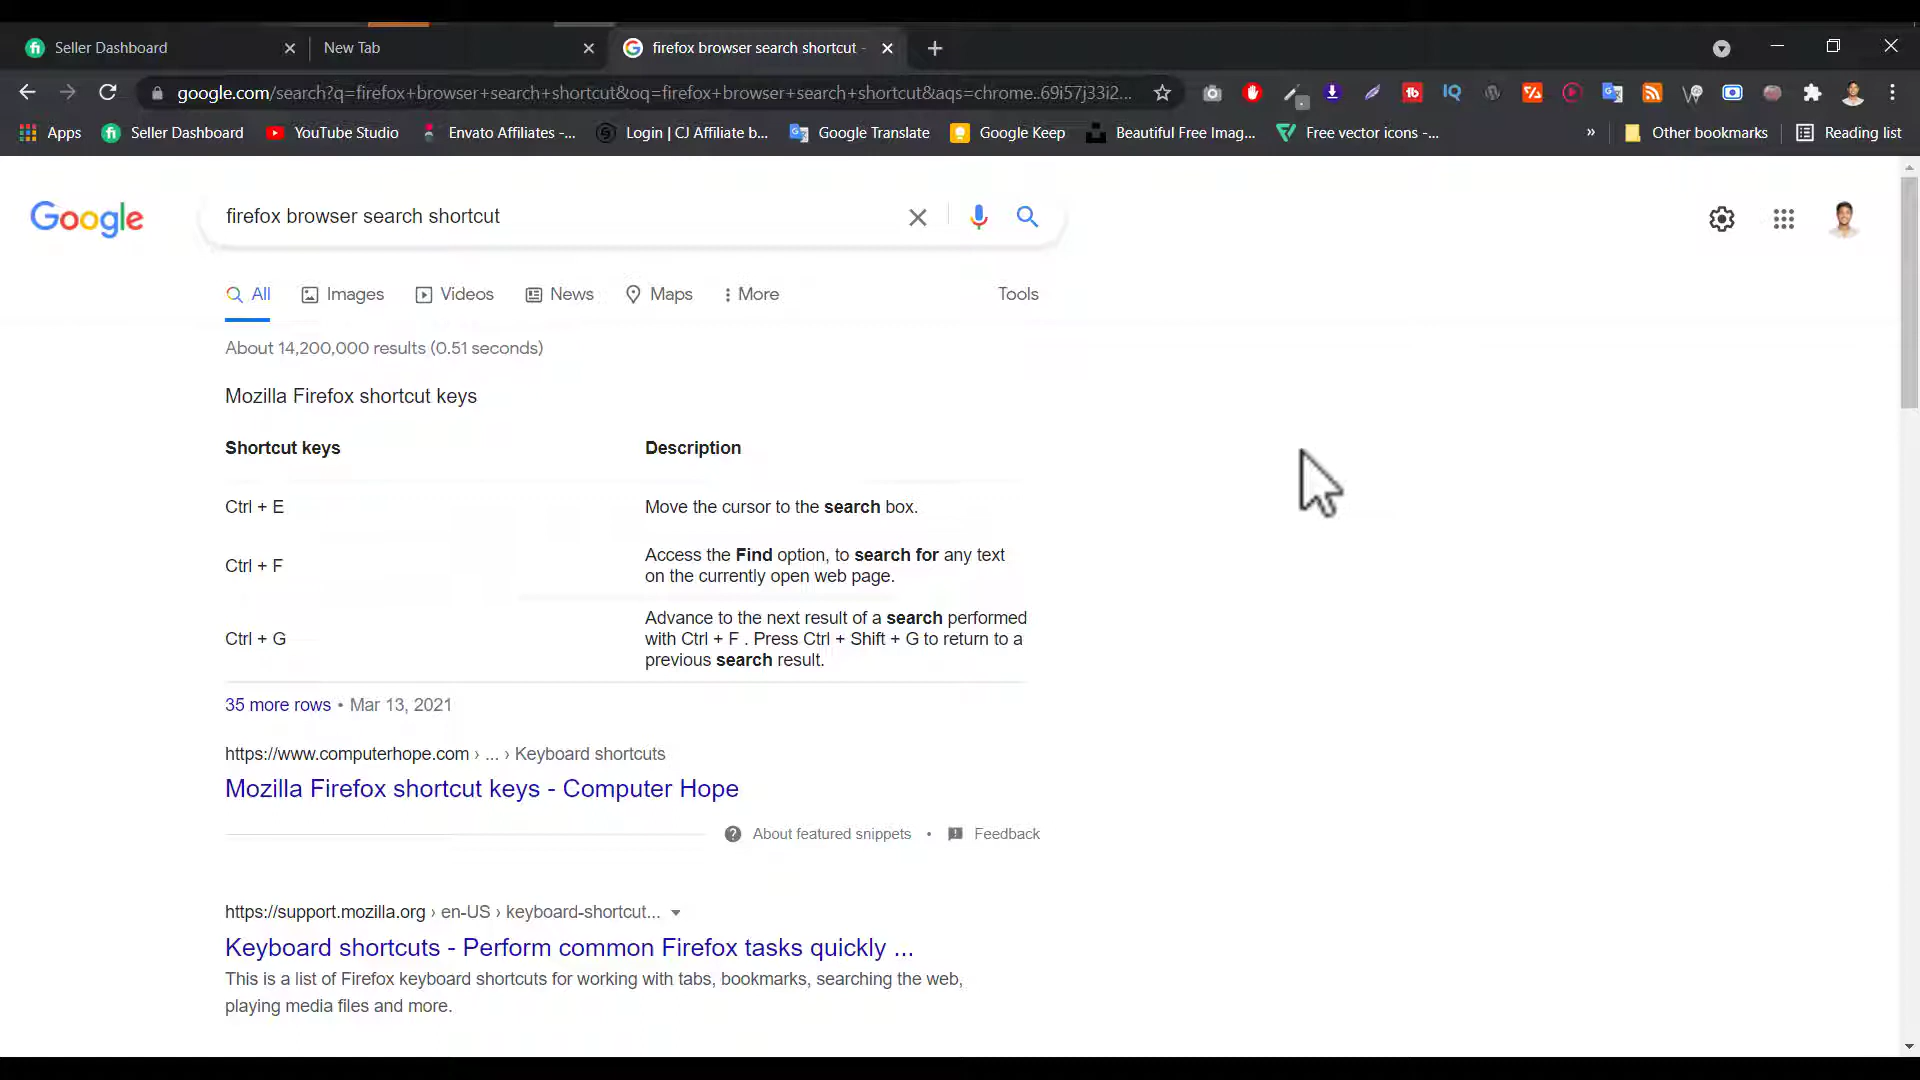 Seller Dashboard
New Tab
firefox browser search shortcut -
google.com/search?q=firefox+browser+search+shortcut&oq=firefox+browser+search+shortcut&aqs=chrome..69i57j33i2...
Apps
Seller Dashboard
YouTube Studio
Envato Affiliates -...
Login | CJ Affiliate b...
Google Translate
Google Keep
Beautiful Free Imag...
Free vector icons -...
»
Other bookmarks
Reading list
Google
firefox browser search shortcut
All
Images
Videos
News
Maps
More
Tools
About 14,200,000 results (0.51 seconds)
Mozilla Firefox shortcut keys
Shortcut keys Description
Ctrl + E Move the cursor to the search box.
Ctrl + F Access the Find option, to search for any text
on the currently open web page.
Ctrl + G Advance to the next result of a search performed
with Ctrl + F . Press Ctrl + Shift + G to return to a
previous search result.
35 more rows • Mar 13, 2021
https://www.computerhope.com › ... › Keyboard shortcuts
Mozilla Firefox shortcut keys - Computer Hope
About featured snippets • Feedback
https://support.mozilla.org › en-US › keyboard-shortcut...
Keyboard shortcuts - Perform common Firefox tasks quickly ...
This is a list of Firefox keyboard shortcuts for working with tabs, bookmarks, searching the web,
playing media files and more.